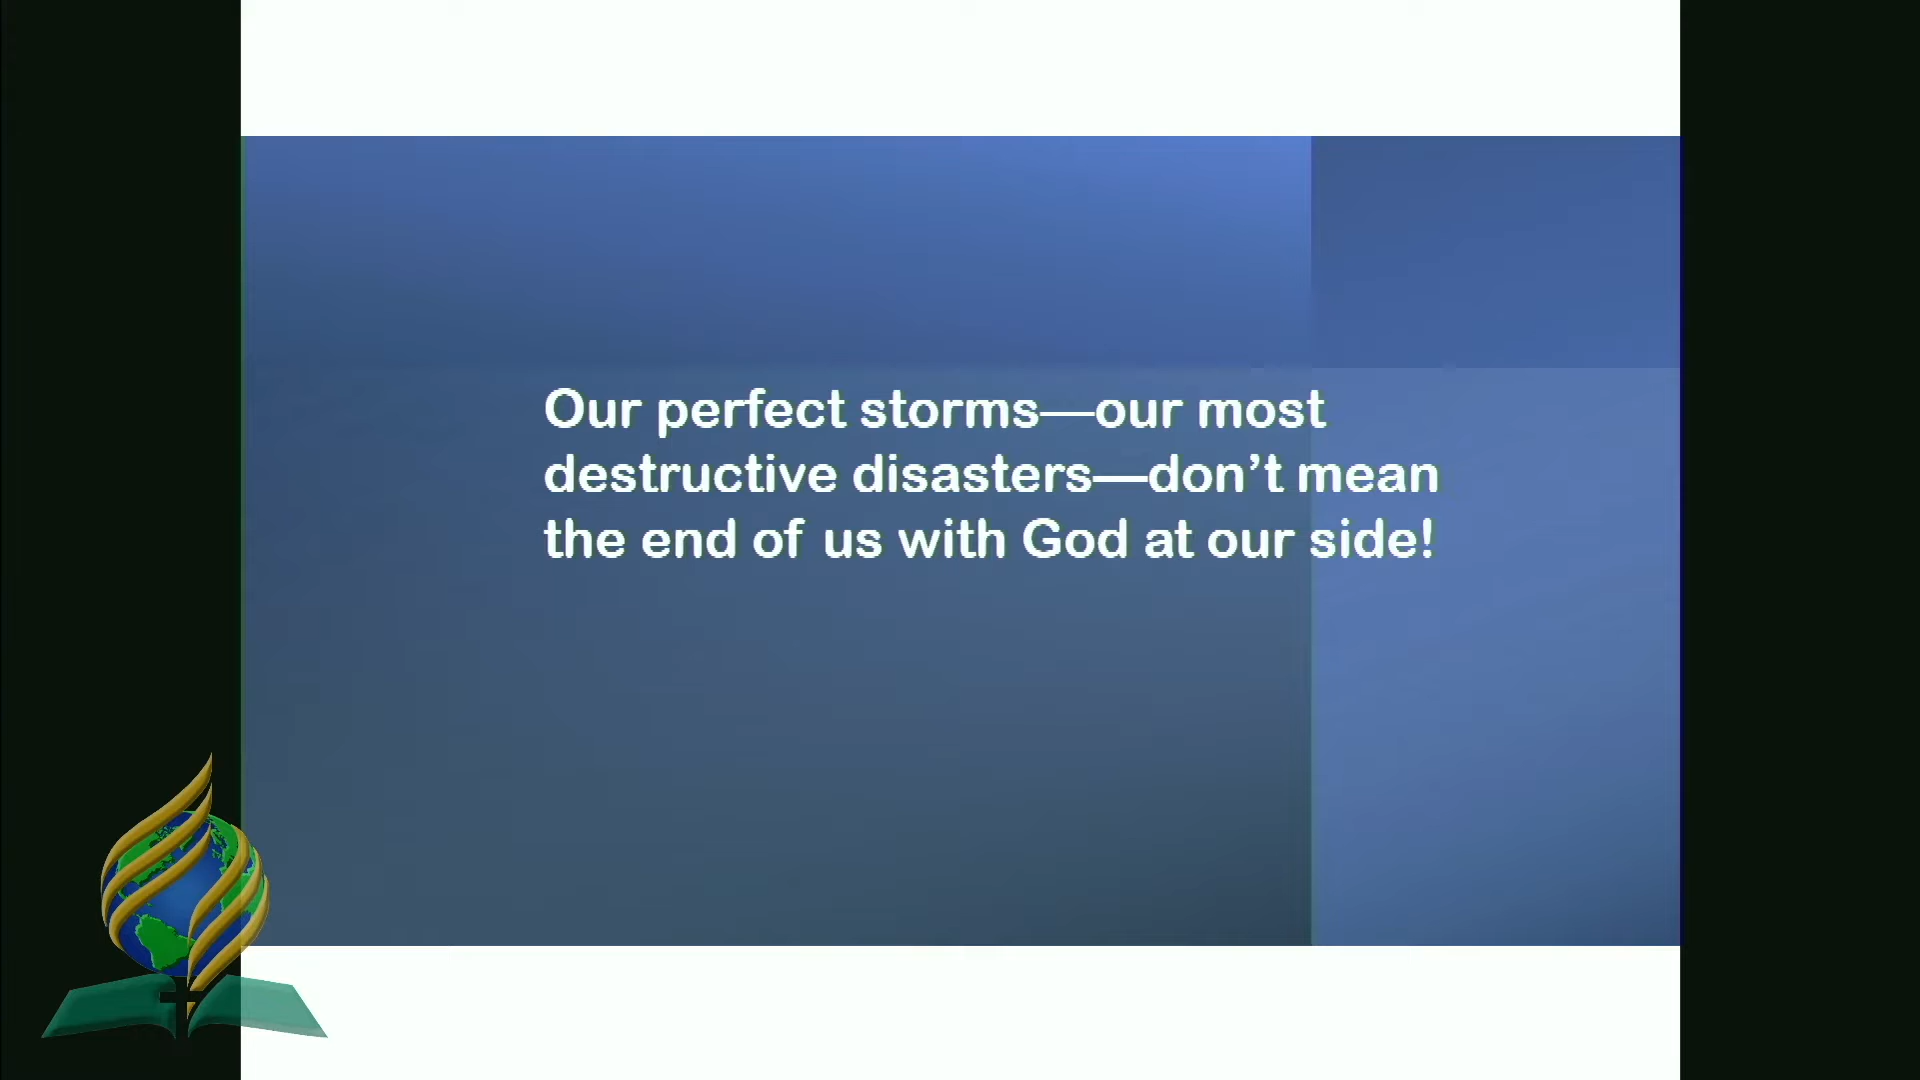 Our perfect storms—our most
destructive disasters—don’t mean
the end of us with God at our side!